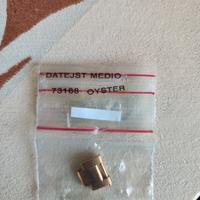 DATEJST MEDIO
73168 OYSTER